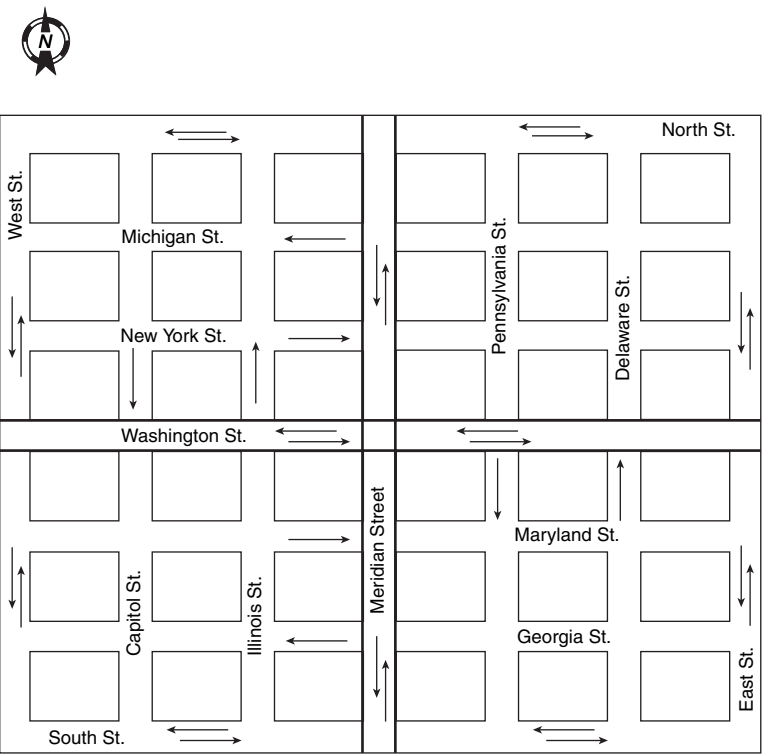 N
North St.
West St.
Michigan St.
Pennsylvania St.
Delaware St.
New York St.
Washington St.
Meridian Street
Maryland St.
Capitol St.
Illinois St.
Georgia St.
East St.
South St.